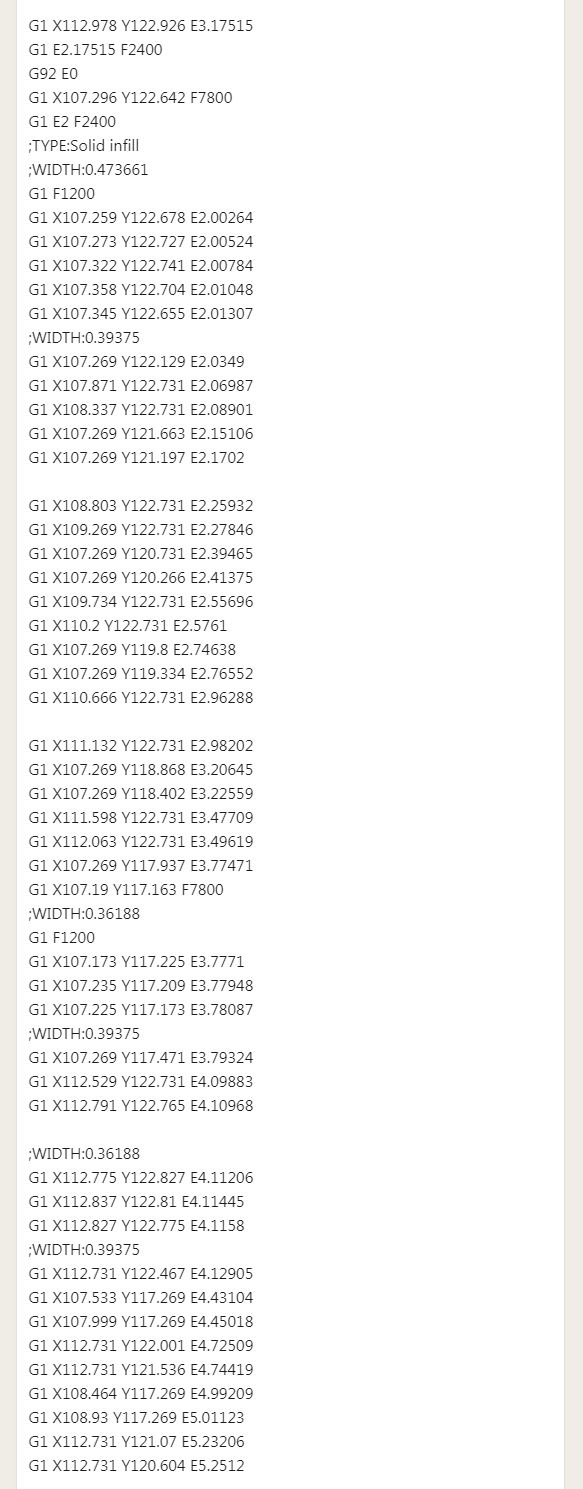 G1 X112.978 Y122.926 E3.17515
G1 E2.17515 F2400
G92 E0
G1 X107.296 Y122.642 F7800
G1 E2 F2400
;TYPE:Solid infill
;WIDTH:0.473661
G1 F1200
G1 X107.259 Y122.678 E2.00264
G1 X107.273 Y122.727 E2.00524
G1 X107.322 Y122.741 E2.00784
G1 X107.358 Y122.704 E2.01048
G1 X107.345 Y122.655 E2.01307
;WIDTH:0.39375
G1 X107.269 Y122.129 E2.0349
G1 X107.871 Y122.731 E2.06987
G1 X108.337 Y122.731 E2.08901
G1 X107.269 Y121.663 E2.15106
G1 X107.269 Y121.197 E2.1702
G1 X108.803 Y122.731 E2.25932
G1 X109.269 Y122.731 E2.27846
G1 X107.269 Y120.731 E2.39465
G1 X107.269 Y120.266 E2.41375
G1 X109.734 Y122.731 E2.55696
G1 X110.2 Y122.731 E2.5761
G1 X107.269 Y119.8 E2.74638
G1 X107.269 Y119.334 E2.76552
G1 X110.666 Y122.731 E2.96288
G1 X111.132 Y122.731 E2.98202
G1 X107.269 Y118.868 E3.20645
G1 X107.269 Y118.402 E3.22559
G1 X111.598 Y122.731 E3.47709
G1 X112.063 Y122.731 E3.49619
G1 X107.269 Y117.937 E3.77471
G1 X107.19 Y117.163 F7800
;WIDTH:0.36188
G1 F1200
G1 X107.173 Y117.225 E3.7771
G1 X107.235 Y117.209 E3.77948
G1 X107.225 Y117.173 E3.78087
;WIDTH:0.39375
G1 X107.269 Y117.471 E3.79324
G1 X112.529 Y122.731 E4.09883
G1 X112.791 Y122.765 E4.10968
;WIDTH:0.36188
G1 X112.775 Y122.827 E4.11206
G1 X112.837 Y122.81 E4.11445
G1 X112.827 Y122.775 E4.1158
;WIDTH:0.39375
G1 X112.731 Y122.467 E4.12905
G1 X107.533 Y117.269 E4.43104
G1 X107.999 Y117.269 E4.45018
G1 X112.731 Y122.001 E4.72509
G1 X112.731 Y121.536 E4.74419
G1 X108.464 Y117.269 E4.99209
G1 X108.93 Y117.269 E5.01123
G1 X112.731 Y121.07 E5.23206
G1 X112.731 Y120.604 E5.2512